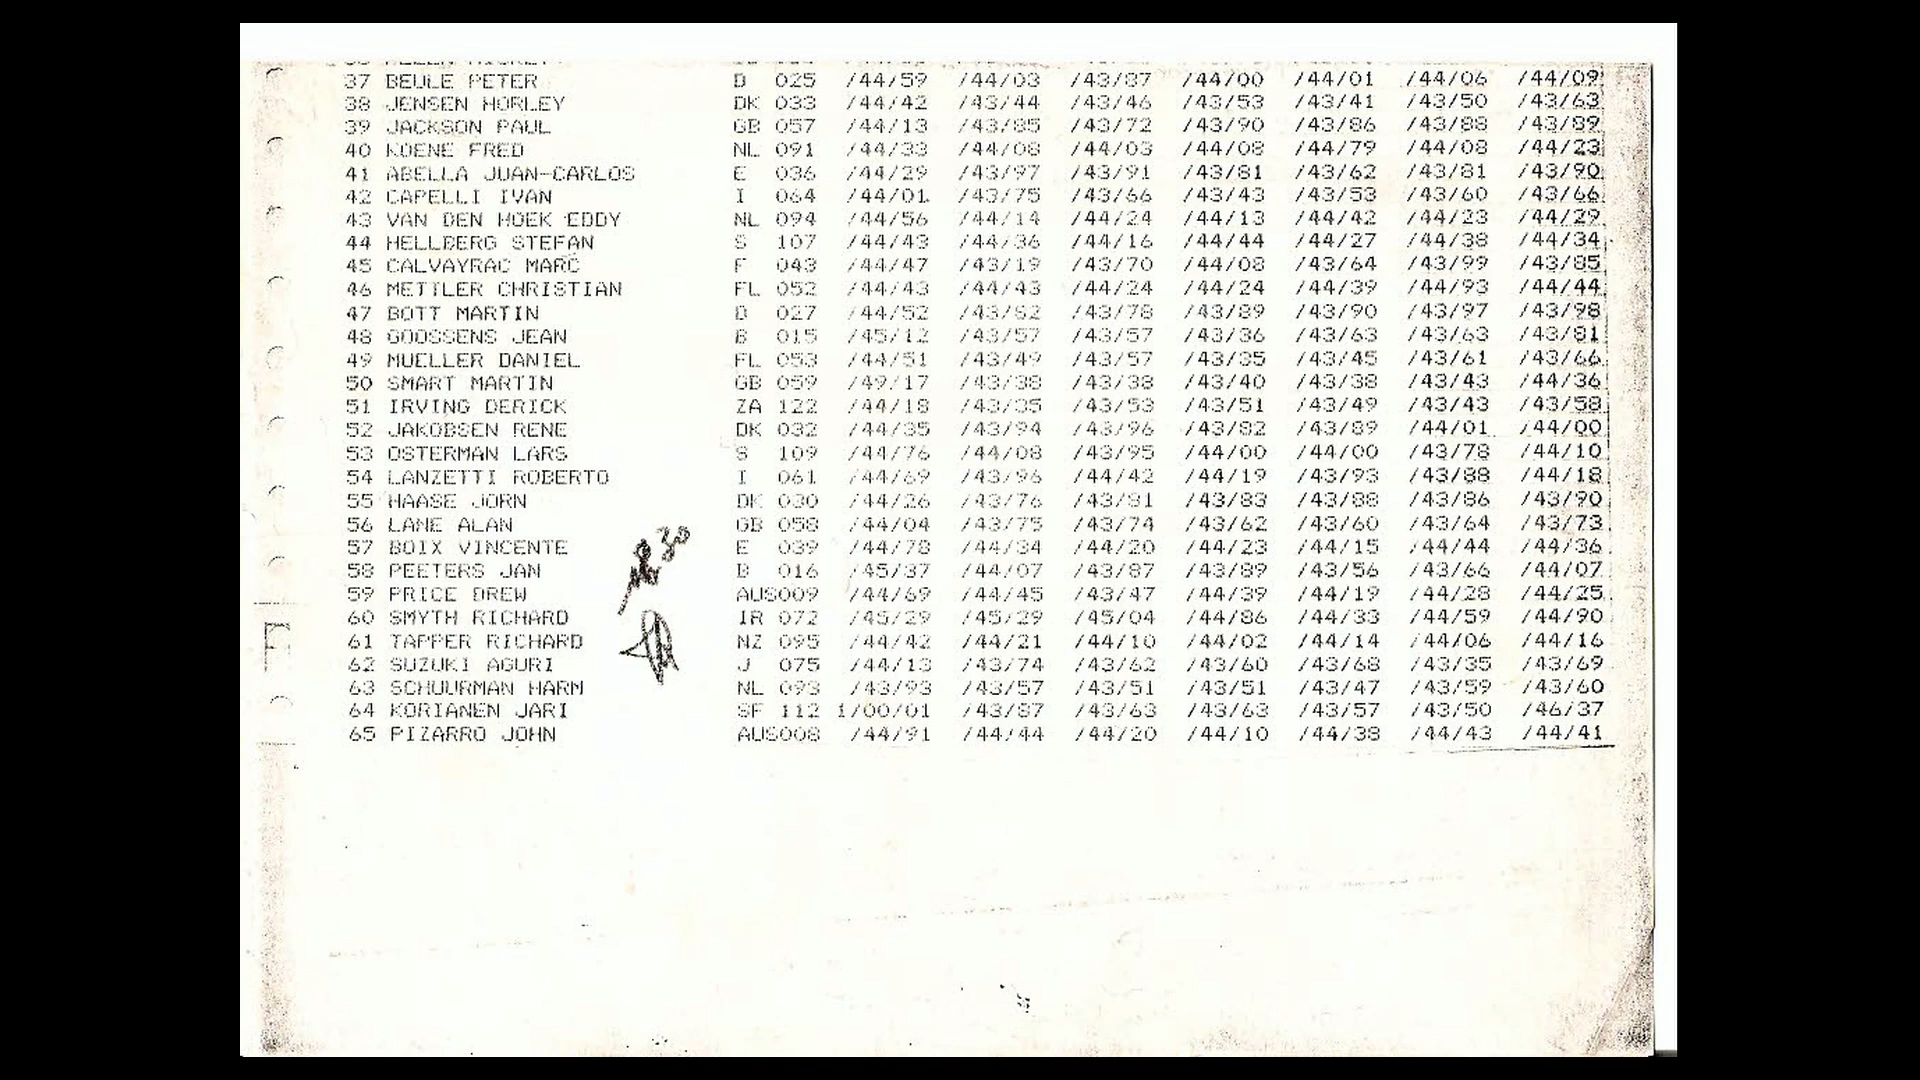 37 BEULE PETER D 025 /44/59 /44/03 /43/87 /44/00 /44/01 /44/06 /44/09
38 JENSEN HORLEY DK 033 /44/42 /43/44 /43/46 /43/53 /43/41 /43/50 /43/63
39 JACKSON PAUL GB 057 /44/13 /43/85 /43/72 /43/90 /43/86 /43/88 /43/89
40 KOENE FRED NL 091 /44/33 /44/08 /44/03 /44/08 /44/79 /44/08 /44/23
41 ABELLA JUAN-CARLOS E 036 /44/29 /43/97 /43/91 /43/81 /43/62 /43/81 /43/90
42 CAPELLI IVAN I 064 /44/01 /43/75 /43/66 /43/43 /43/53 /43/60 /43/66
43 VAN DEN HOEK EDDY NL 094 /44/56 /44/14 /44/24 /44/13 /44/42 /44/23 /44/29
44 HELLBERG STEFAN S 107 /44/43 /44/36 /44/16 /44/44 /44/27 /44/38 /44/34
45 CALVAYRAC MARC F 043 /44/47 /43/19 /43/70 /44/08 /43/64 /43/99 /43/85
46 METTLER CHRISTIAN FL 052 /44/43 /44/43 /44/24 /44/24 /44/39 /44/93 /44/44
47 BOTT MARTIN D 027 /44/52 /43/82 /43/78 /43/89 /43/90 /43/97 /43/98
48 GOOSSENS JEAN B 015 /45/12 /43/57 /43/57 /43/36 /43/63 /43/63 /43/81
49 MUELLER DANIEL FL 053 /44/51 /43/49 /43/57 /43/35 /43/45 /43/61 /43/66
50 SMART MARTIN GB 059 /49/17 /43/38 /43/38 /43/40 /43/38 /43/43 /44/36
51 IRVING DERICK ZA 122 /44/18 /43/35 /43/53 /43/51 /43/49 /43/43 /43/58
52 JAKOBSEN RENE DK 032 /44/35 /43/94 /43/96 /43/82 /43/89 /44/01 /44/00
53 OSTERMAN LARS S 109 /44/76 /44/08 /43/95 /44/00 /44/00 /43/78 /44/10
54 LANZETTI ROBERTO I 061 /44/69 /43/96 /44/42 /44/19 /43/93 /43/88 /44/18
55 HAASE JORN DK 030 /44/26 /43/76 /43/81 /43/83 /43/88 /43/86 /43/90
56 LANE ALAN GB 058 /44/04 /43/75 /43/74 /43/62 /43/60 /43/64 /43/73
57 BOIX VINCENTE E 039 /44/78 /44/34 /44/20 /44/23 /44/15 /44/44 /44/36
58 PEETERS JAN B 016 /45/37 /44/07 /43/87 /43/89 /43/56 /43/66 /44/07
59 PRICE DREW AUS009 /44/69 /44/45 /43/47 /44/39 /44/19 /44/28 /44/25
60 SMYTH RICHARD IR 072 /45/29 /45/29 /45/04 /44/86 /44/33 /44/59 /44/90
61 TAPPER RICHARD NZ 095 /44/42 /44/21 /44/10 /44/02 /44/14 /44/06 /44/16
62 SUZUKI AGURI J 075 /44/13 /43/74 /43/62 /43/60 /43/68 /43/35 /43/69
63 SCHUURMAN HARM NL 093 /43/93 /43/57 /43/51 /43/51 /43/47 /43/59 /43/60
64 KORIANEN JARI SF 112 1/00/01 /43/87 /43/63 /43/63 /43/57 /43/50 /46/37
65 PIZARRO JOHN AUS008 /44/91 /44/44 /44/20 /44/10 /44/38 /44/43 /44/41